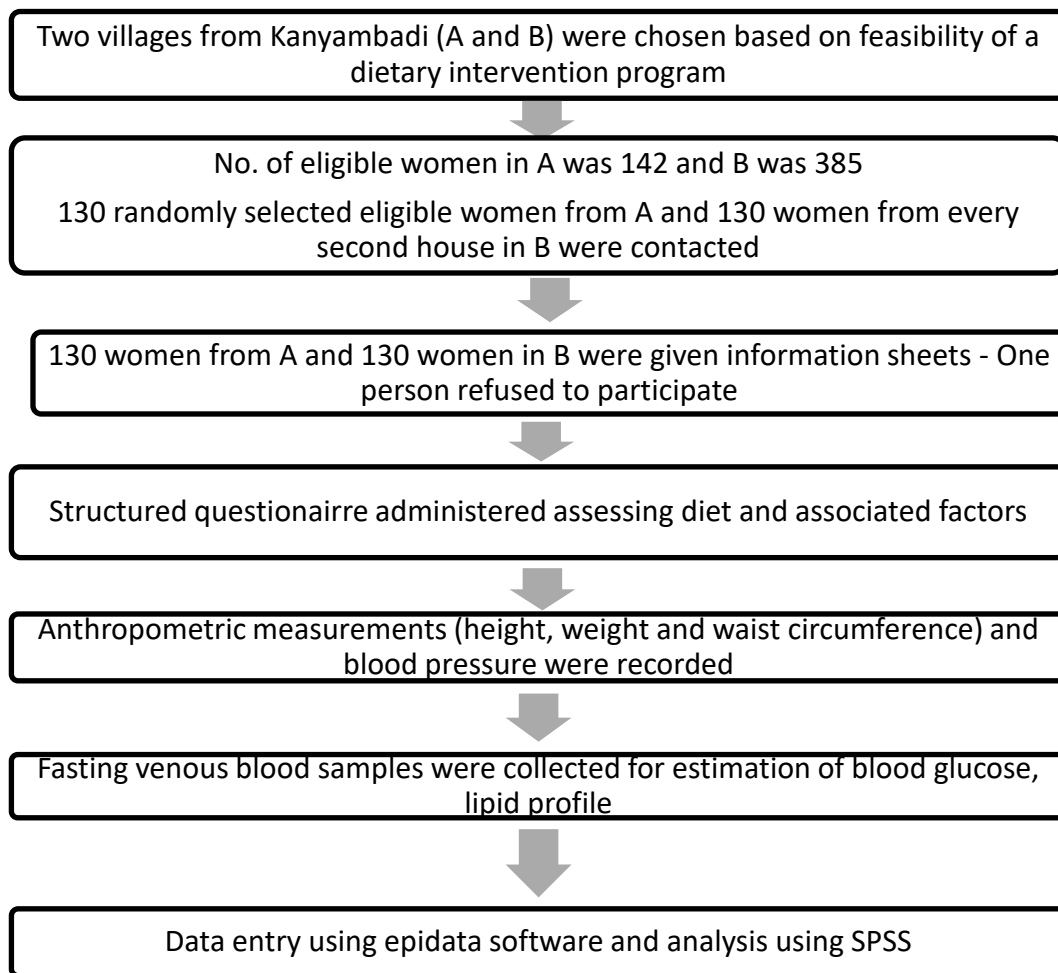 Two villages from Kanyambadi (A and B) were chosen based on feasibility of a
dietary intervention program
No. of eligible women in A was 142 and B was 385
130 randomly selected eligible women from A and 130 women from every
second house in B were contacted
130 women from A and 130 women in B were given information sheets - One
person refused to participate
Structured questionairre administered assessing diet and associated factors
Anthropometric measurements (height, weight and waist circumference) and
blood pressure were recorded
Fasting venous blood samples were collected for estimation of blood glucose,
lipid profile
Data entry using epidata software and analysis using SPSS